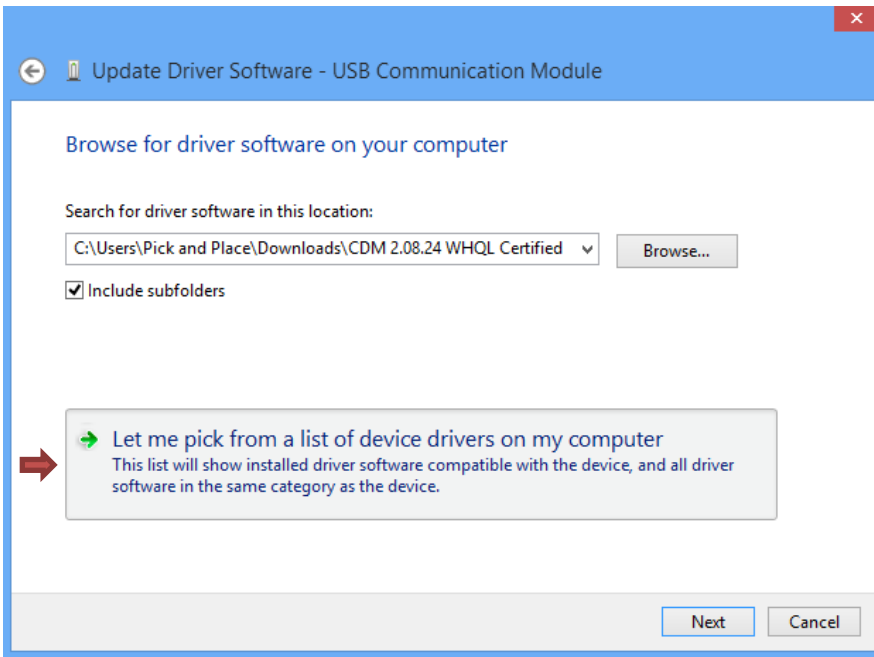 Update Driver Software - USB Communication Module
Browse for driver software on your computer
Search for driver software in this location:
C:\Users\Pick and Place\Downloads\CDM 2.08.24 WHQL Certified
Browse...
Include subfolders
Let me pick from a list of device drivers on my computer
This list will show installed driver software compatible with the device, and all driver
software in the same category as the device.
Next
Cancel